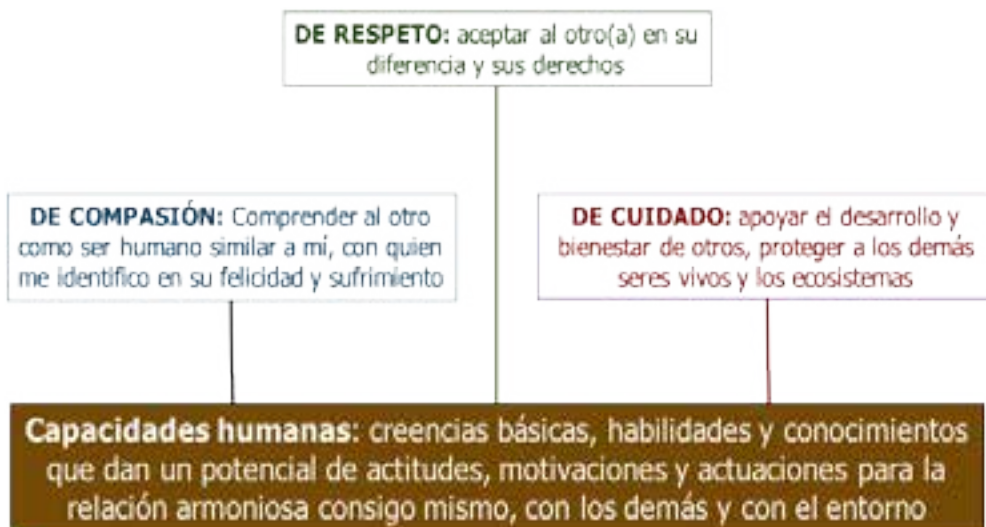 DE RESPETO: aceptar al otro(a) en su
diferencia y sus derechos
DE COMPASIÓN: Comprender al otro
como ser humano similar a mí, con quien
me identifico en su felicidad y sufrimiento
DE CUIDADO: apoyar el desarrollo y
bienestar de otros, proteger a los demás
seres vivos y los ecosistemas
Capacidades humanas: creencias básicas, habilidades y conocimientos
que dan un potencial de actitudes, motivaciones y actuaciones para la
relación armoniosa consigo mismo, con los demás y con el entorno